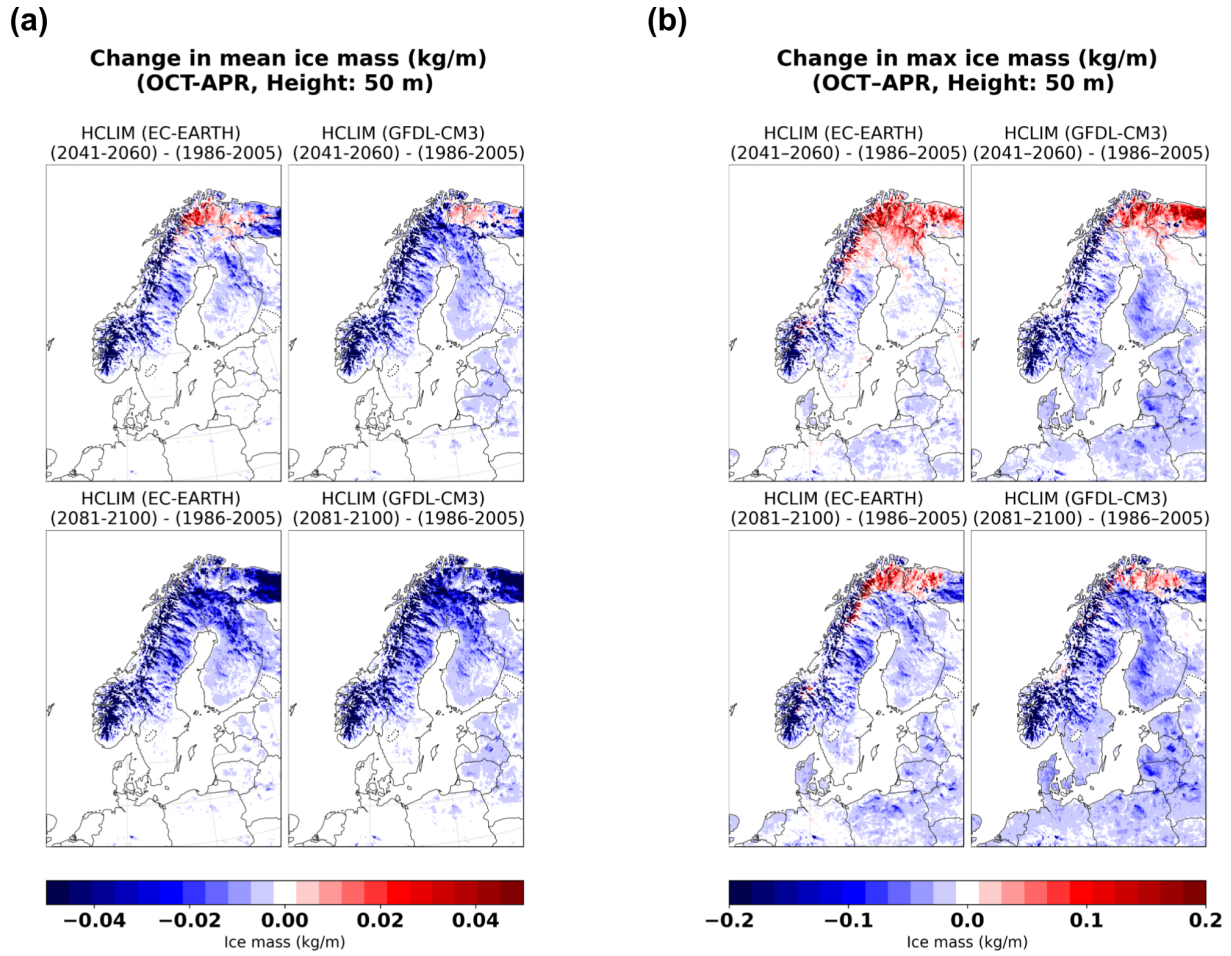 (a)
Change in mean ice mass (kg/m)
(OCT-APR, Height: 50 m)
HCLIM (EC-EARTH)
(2041-2060) - (1986-2005)
HCLIM (GFDL-CM3)
(2041-2060) - (1986-2005)
HCLIM (EC-EARTH)
(2081-2100) - (1986-2005)
HCLIM (GFDL-CM3)
(2081-2100) - (1986-2005)
−0.04 −0.02 0.00 0.02 0.04
Ice mass (kg/m)
(b)
Change in max ice mass (kg/m)
(OCT–APR, Height: 50 m)
HCLIM (EC-EARTH)
(2041–2060) - (1986–2005)
HCLIM (GFDL-CM3)
(2041–2060) - (1986–2005)
HCLIM (EC-EARTH)
(2081–2100) - (1986–2005)
HCLIM (GFDL-CM3)
(2081–2100) - (1986–2005)
−0.2 −0.1 0.0 0.1 0.2
Ice mass (kg/m)